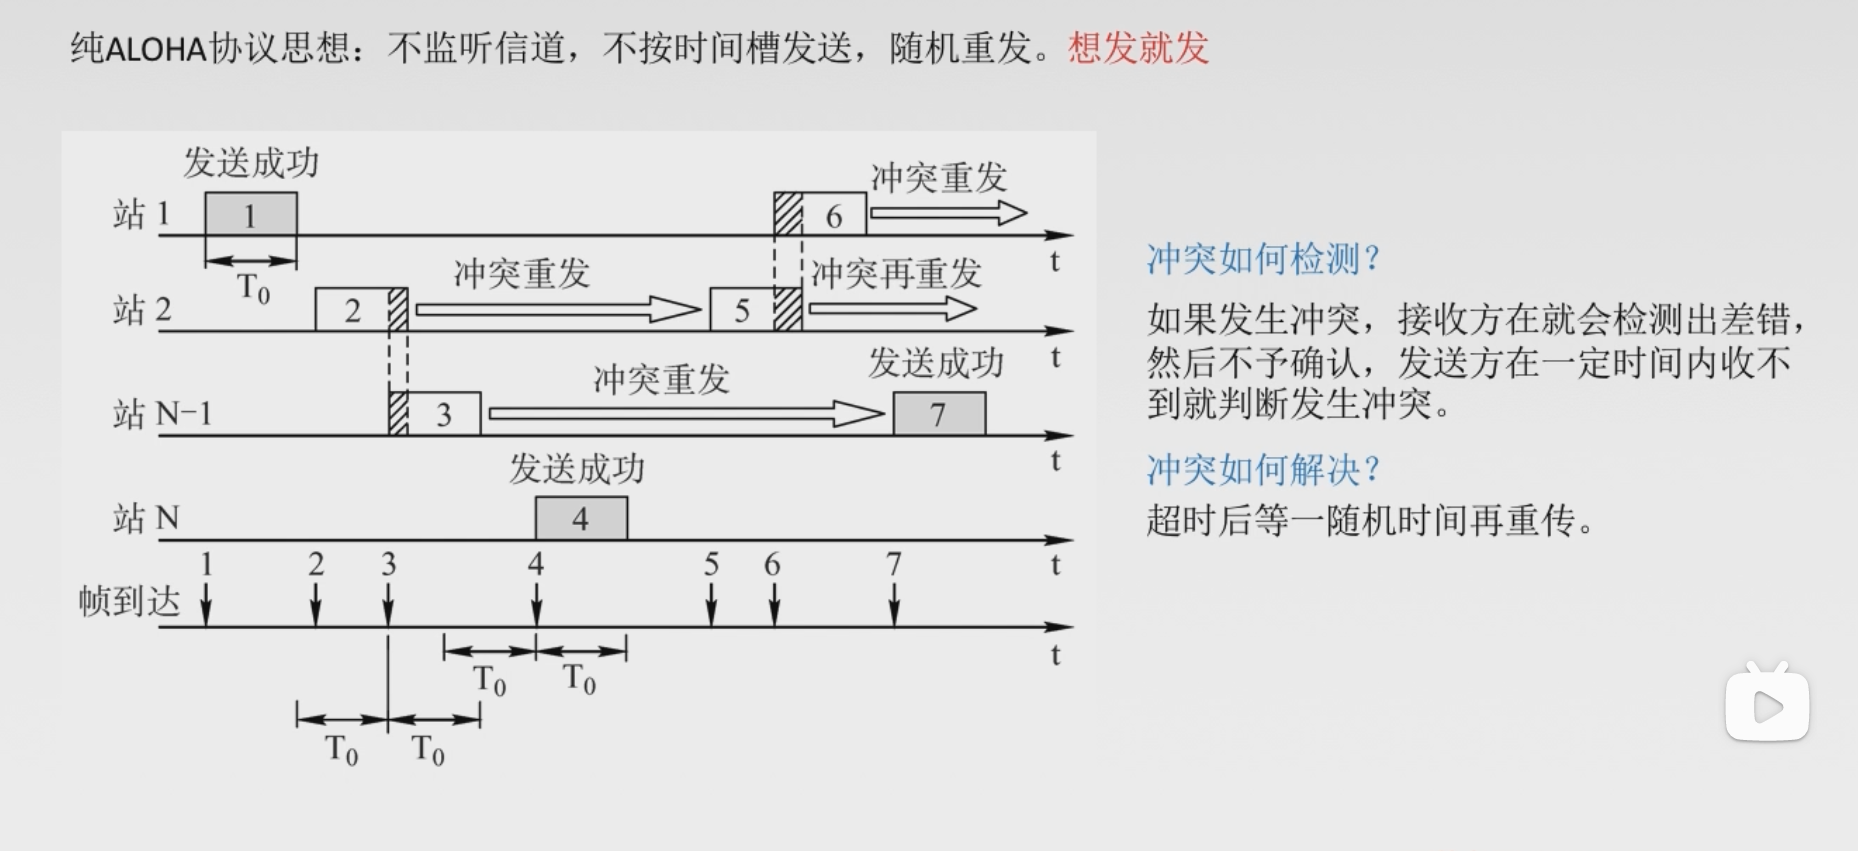 纯ALOHA协议思想：不监听信道，不按时间槽发送，随机重发。想发就发
发送成功
站 1
1
6
冲突重发
t
T0
站 2
2
冲突重发
5
冲突再重发
t
站 N-1
3
冲突重发
发送成功
7
t
发送成功
站 N
4
t
1 2 3 4 5 6 7
帧到达
t
T0 T0
T0 T0
冲突如何检测？
如果发生冲突，接收方在就会检测出差错，
然后不予确认，发送方在一定时间内收不
到就判断发生冲突。
冲突如何解决？
超时后等一随机时间再重传。